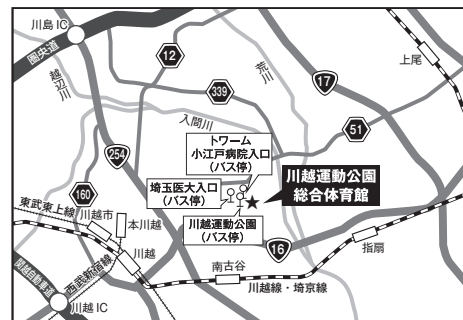 川島IC
圏央道
越辺川
12
339
荒川
17
上尾
入間川
51
トワーム
小江戸病院入口
(バス停)
254
埼玉医大入口
(バス停)
川越運動公園
総合体育館
160
川越運動公園
(バス停)
東武東上線
川越市
本川越
16
指扇
川越
南古谷
関越自動車道
西武新宿線
川越線・埼京線
川越IC